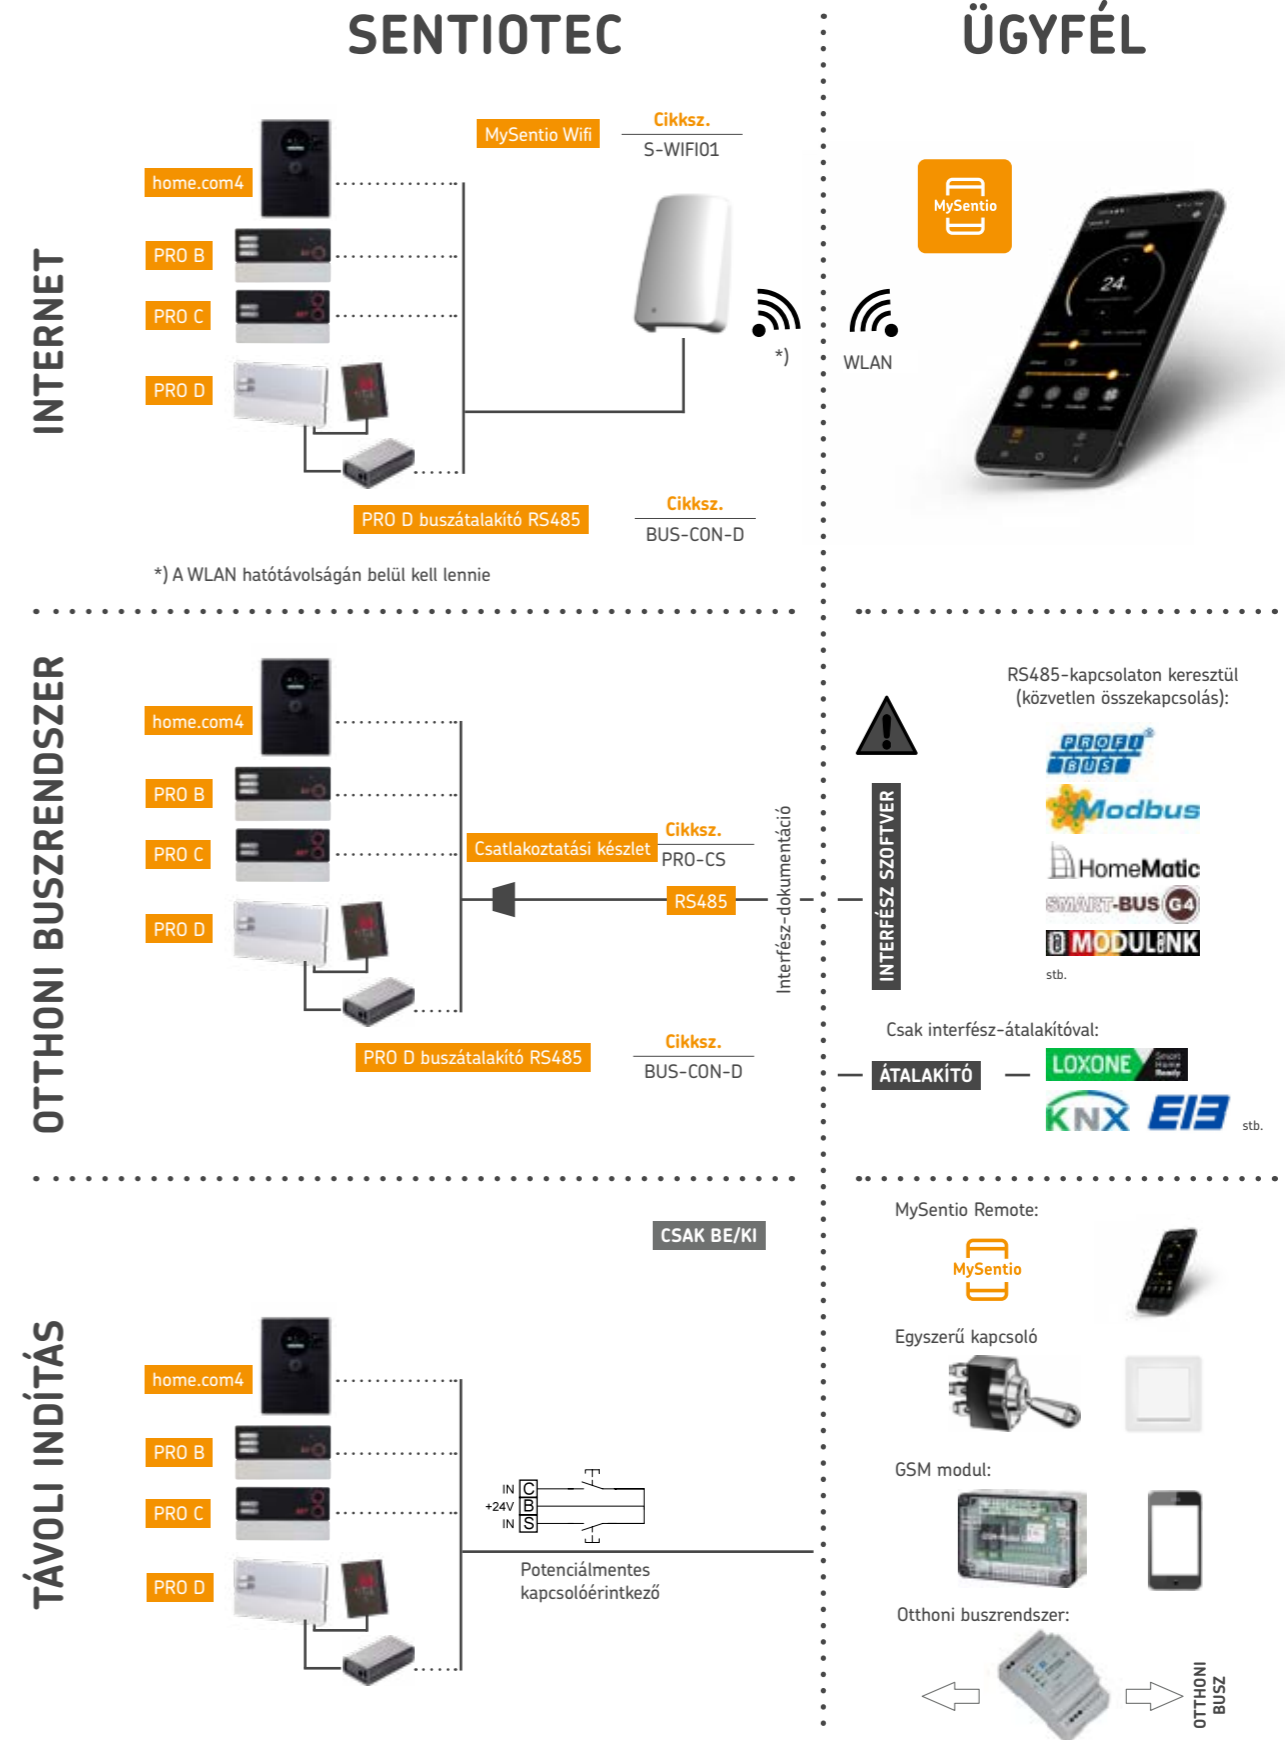 SENTIOTEC
ÜGYFÉL
INTERNET
MySentio Wifi
Cikksz.
S-WIFI01
home.com4
PRO B
PRO C
PRO D
*)
WLAN
MySentio
24
PRO D buszátalakító RS485
Cikksz.
BUS-CON-D
*) A WLAN hatótávolságán belül kell lennie
OTTHONI BUSZRENDSZER
home.com4
PRO B
PRO C
PRO D
Csatlakoztatási készlet
Cikksz.
PRO-CS
RS485
Interfész-dokumentáció
PRO D buszátalakító RS485
Cikksz.
BUS-CON-D
INTERFÉSZ SZOFTVER
RS485-kapcsolaton keresztül
(közvetlen összekapcsolás):
PROFI
BUS
Modbus
HomeMatic
SMART-BUS G4
MODULINK
stb.
Csak interfész-átalakítóval:
ÁTALAKÍTÓ
LOXONE Smart
Home
Ready
KNX EIB stb.
TÁVOLI INDÍTÁS
CSAK BE/KI
home.com4
PRO B
PRO C
PRO D
IN C
+24V B
IN S
Potenciálmentes
kapcsolóérintkező
MySentio Remote:
MySentio
Egyszerű kapcsoló
GSM modul:
Otthoni buszrendszer:
OTTHONI
BUSZ